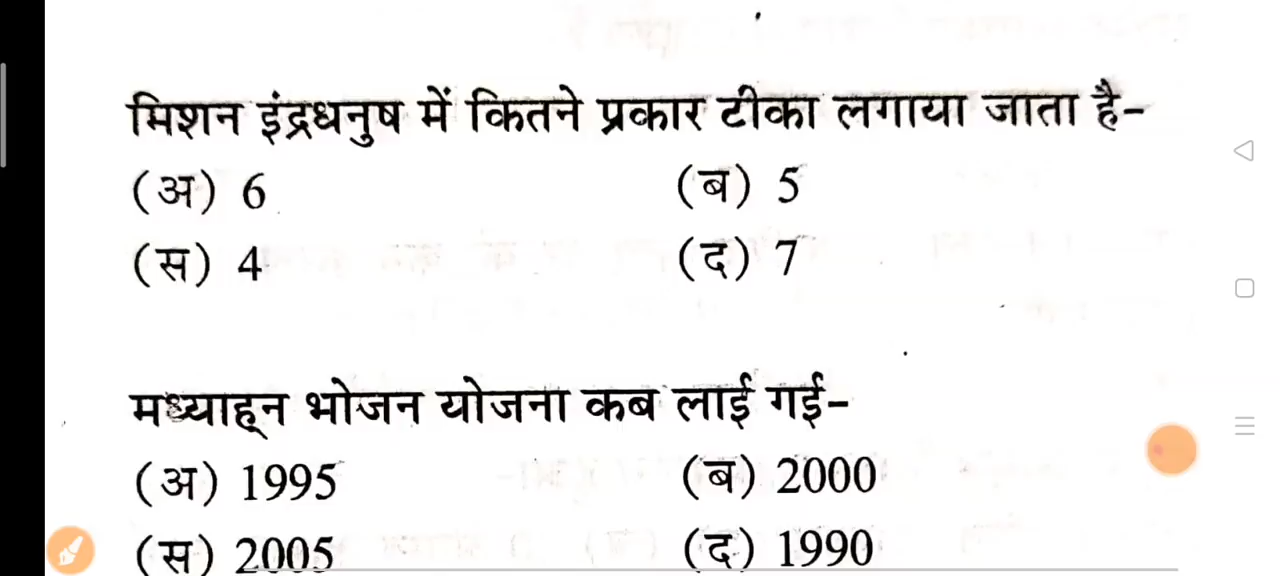 मिशन इंद्रधनुष में कितने प्रकार टीका लगाया जाता है-
(अ) 6 (ब) 5
(स) 4 (द) 7
मध्याह्न भोजन योजना कब लाई गई-
(अ) 1995 (ब) 2000
(स) 2005 (द) 1990